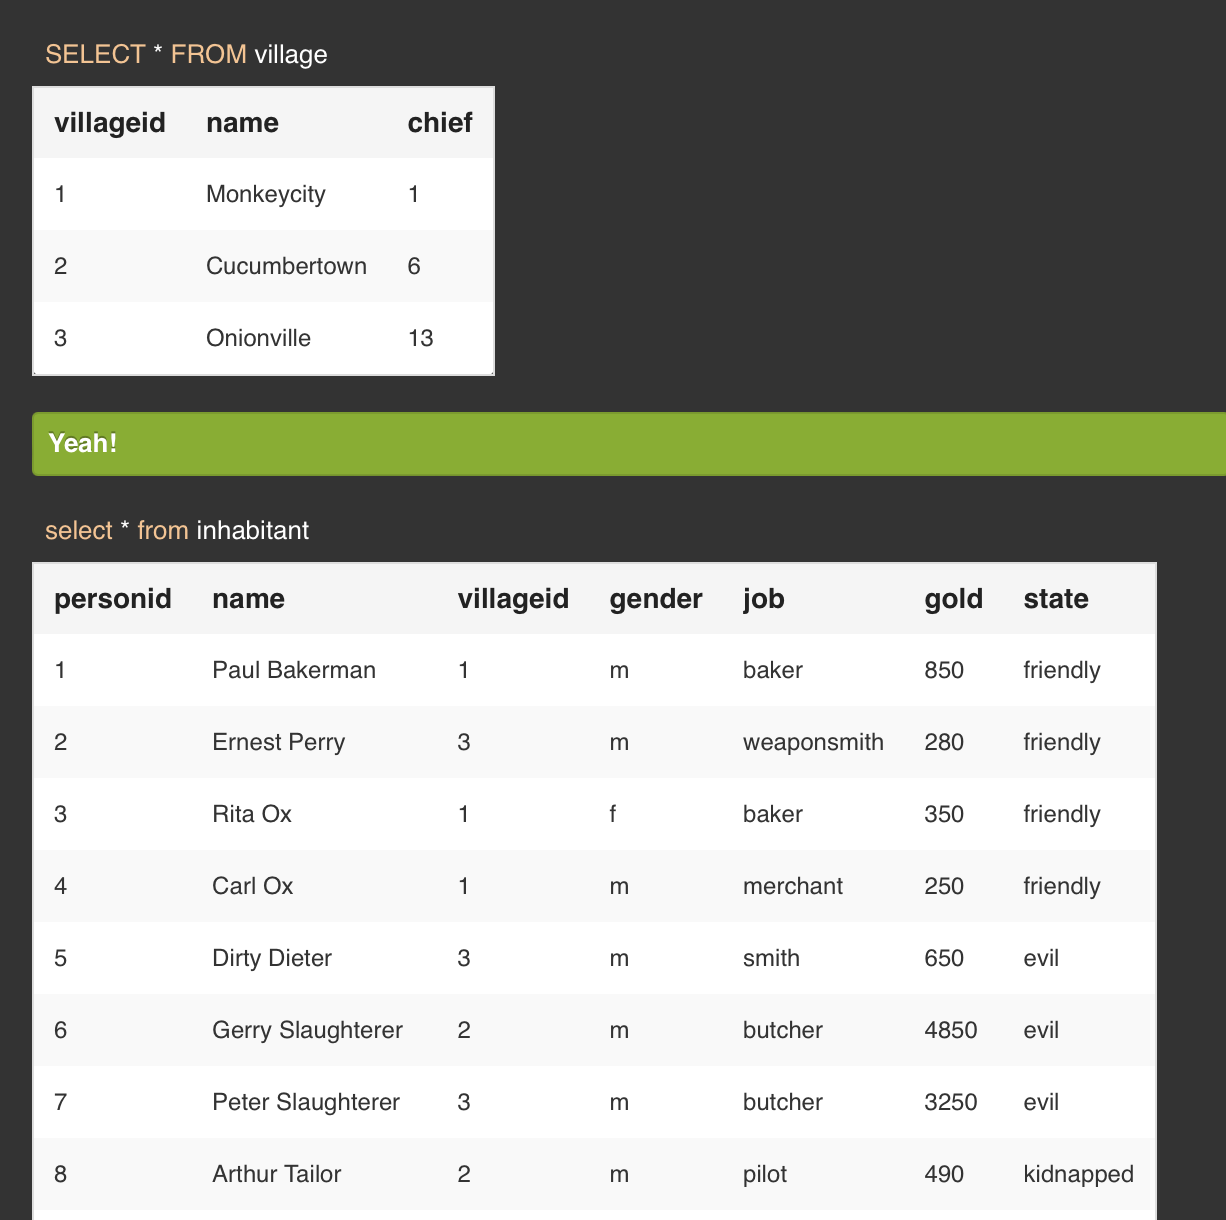 SELECT * FROM village
villageid name chief
1 Monkeycity 1
2 Cucumbertown 6
3 Onionville 13
Yeah!
select * from inhabitant
personid name villageid gender job gold state
1 Paul Bakerman 1 m baker 850 friendly
2 Ernest Perry 3 m weaponsmith 280 friendly
3 Rita Ox 1 f baker 350 friendly
4 Carl Ox 1 m merchant 250 friendly
5 Dirty Dieter 3 m smith 650 evil
6 Gerry Slaughterer 2 m butcher 4850 evil
7 Peter Slaughterer 3 m butcher 3250 evil
8 Arthur Tailor 2 m pilot 490 kidnapped